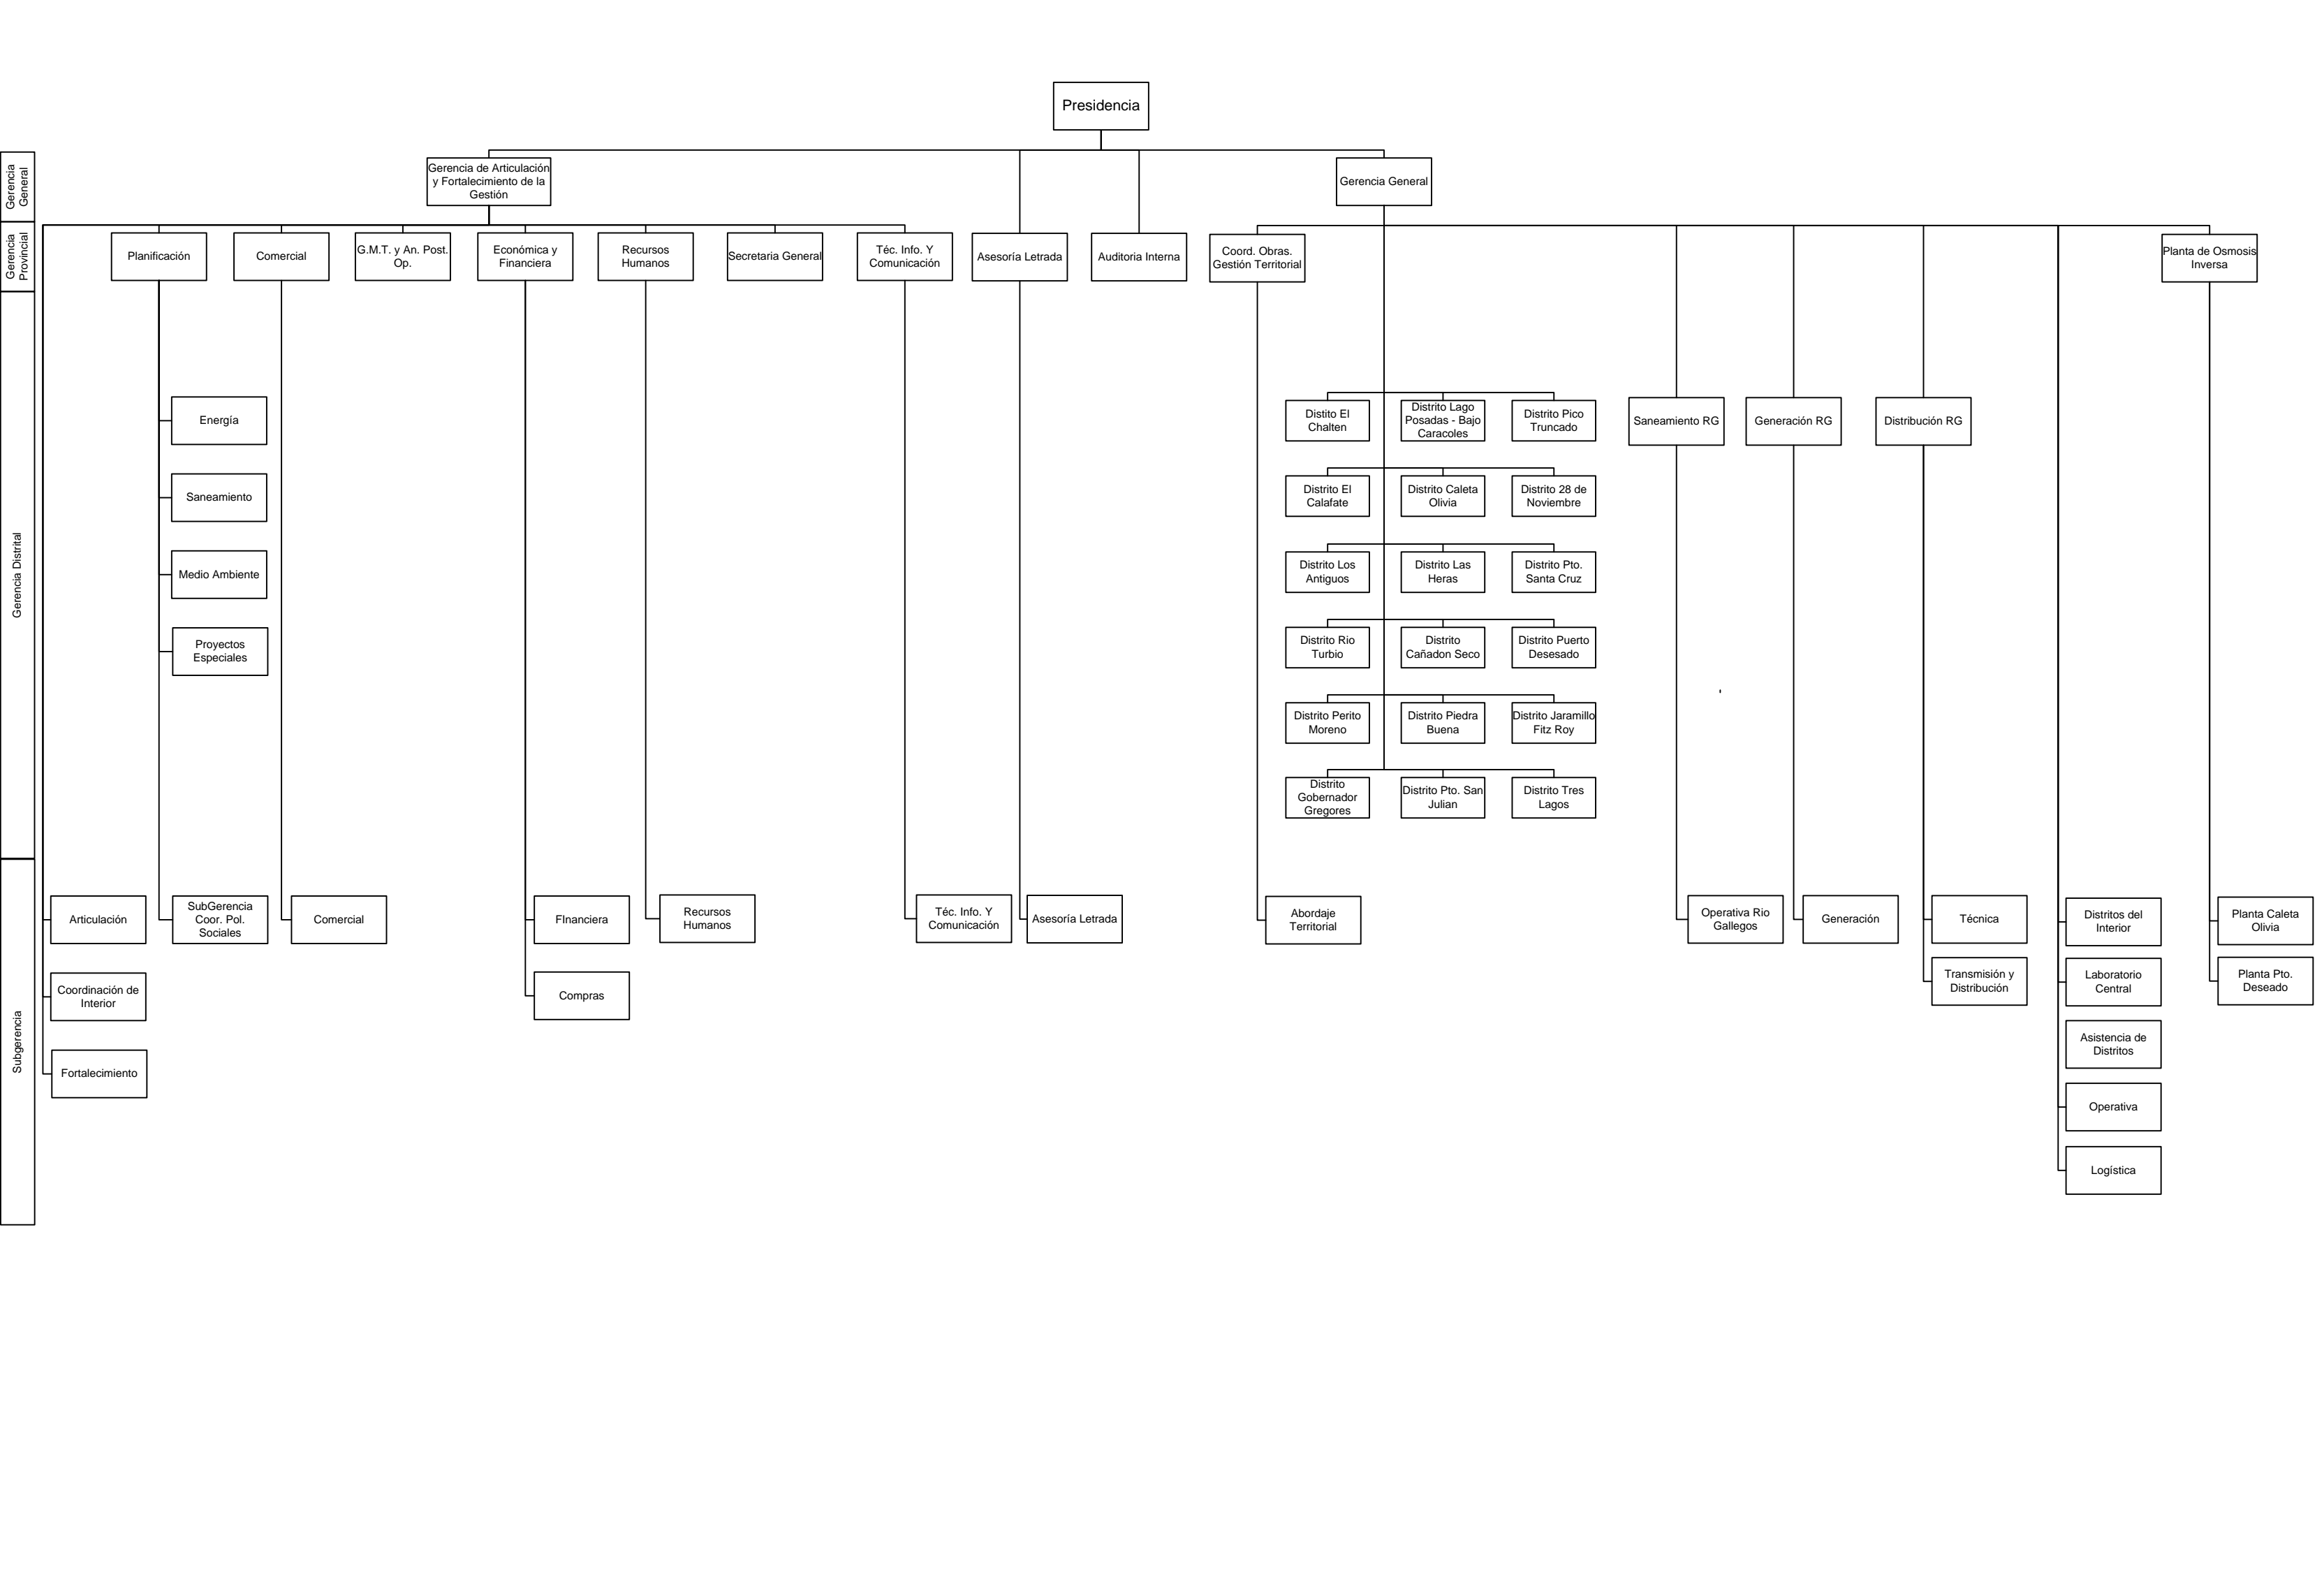 Presidencia
Gerencia
General
Gerencia de Articulación
y Fortalecimiento de la
Gestión
Gerencia General
Gerencia
Provincial
Planificación
Comercial
G.M.T. y An. Post.
Op.
Económica y
Financiera
Recursos
Humanos
Secretaria General
Téc. Info. Y
Comunicación
Asesoría Letrada
Auditoria Interna
Coord. Obras.
Gestión Territorial
Planta de Osmosis
Inversa
Gerencia Distrital
Energía
Saneamiento
Medio Ambiente
Proyectos
Especiales
Distito El
Chalten
Distrito Lago
Posadas - Bajo
Caracoles
Distrito Pico
Truncado
Saneamiento RG
Generación RG
Distribución RG
Distrito El
Calafate
Distrito Caleta
Olivia
Distrito 28 de
Noviembre
Distrito Los
Antiguos
Distrito Las
Heras
Distrito Pto.
Santa Cruz
Distrito Rio
Turbio
Distrito
Cañadon Seco
Distrito Puerto
Desesado
Distrito Perito
Moreno
Distrito Piedra
Buena
Distrito Jaramillo
Fitz Roy
Distrito
Gobernador
Gregores
Distrito Pto. San
Julian
Distrito Tres
Lagos
Subgerencia
Articulación
SubGerencia
Coor. Pol.
Sociales
Comercial
FInanciera
Recursos
Humanos
Téc. Info. Y
Comunicación
Asesoría Letrada
Abordaje
Territorial
Operativa Rio
Gallegos
Generación
Técnica
Distritos del
Interior
Planta Caleta
Olivia
Coordinación de
Interior
Compras
Transmisión y
Distribución
Laboratorio
Central
Planta Pto.
Deseado
Fortalecimiento
Asistencia de
Distritos
Operativa
Logística